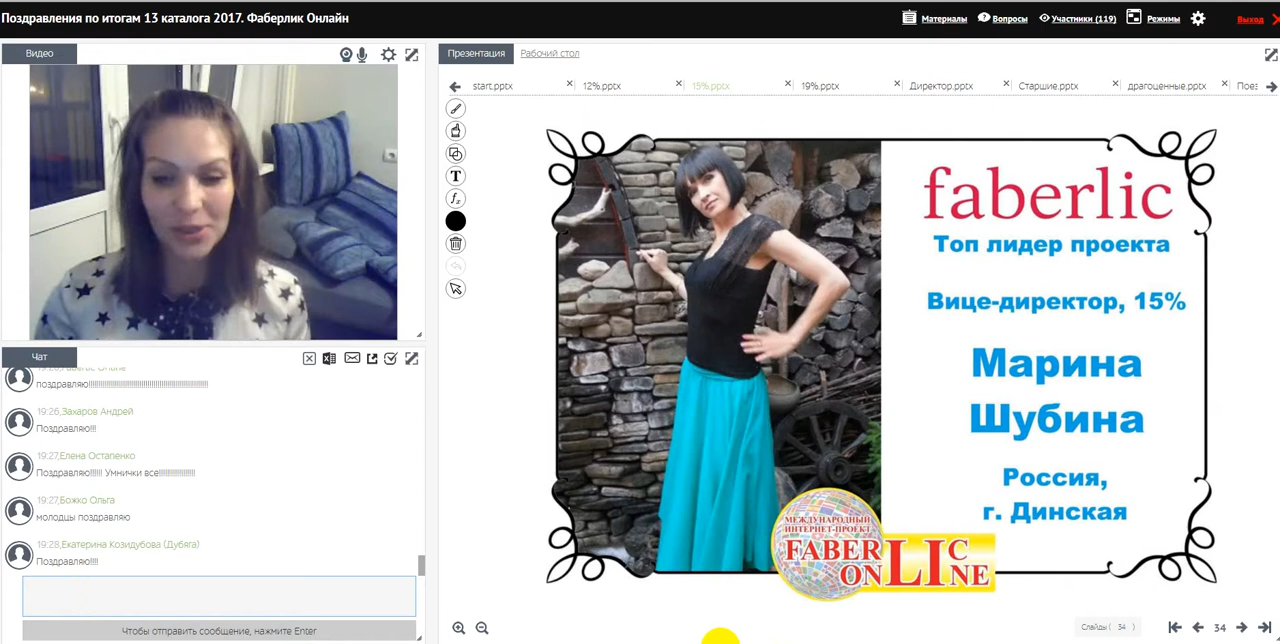 Поздравления по итогам 13 каталога 2017. Фаберлик Онлайн
Материалы
Вопросы
Участники (119)
Режимы
Выход
Видео
Презентация
Рабочий стол
start.pptx
12%.pptx
15%.pptx
19%.pptx
Директор.pptx
Старшие.pptx
драгоценные.pptx
Поез
T
fx
faberlic
Топ лидер проекта
Вице-директор, 15%
Марина
Шубина
Россия,
г. Динская
МЕЖДУНАРОДНЫЙ
ИНТЕРНЕТ-ПРОЕКТ
FABERLIC
ONLINE
Чат
19:26,Захаров Андрей
Поздравляю!!!
19:27,Елена Остапенко
Поздравляю!!!!!! Умнички все!!!!!!!!!!!!!!!!!
19:27,Божко Ольга
молодцы поздравляю
19:28,Екатерина Козидубова (Дубяга)
Поздравляю!!!!
Чтобы отправить сообщение, нажмите Enter
Слайды ( 34 )
34